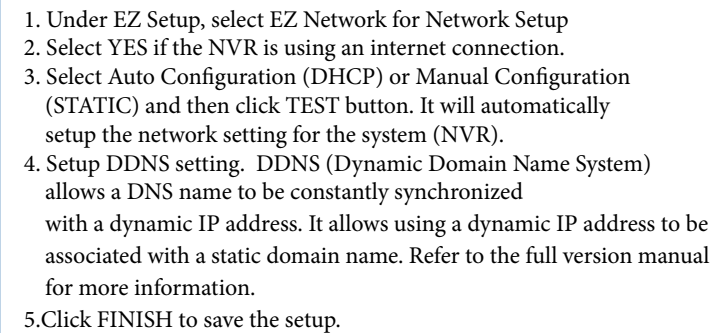 1. Under EZ Setup, select EZ Network for Network Setup
2. Select YES if the NVR is using an internet connection.
3. Select Auto Configuration (DHCP) or Manual Configuration
(STATIC) and then click TEST button. It will automatically
setup the network setting for the system (NVR).
4. Setup DDNS setting.  DDNS (Dynamic Domain Name System)
allows a DNS name to be constantly synchronized
with a dynamic IP address. It allows using a dynamic IP address to be
associated with a static domain name. Refer to the full version manual
for more information.
5.Click FINISH to save the setup.